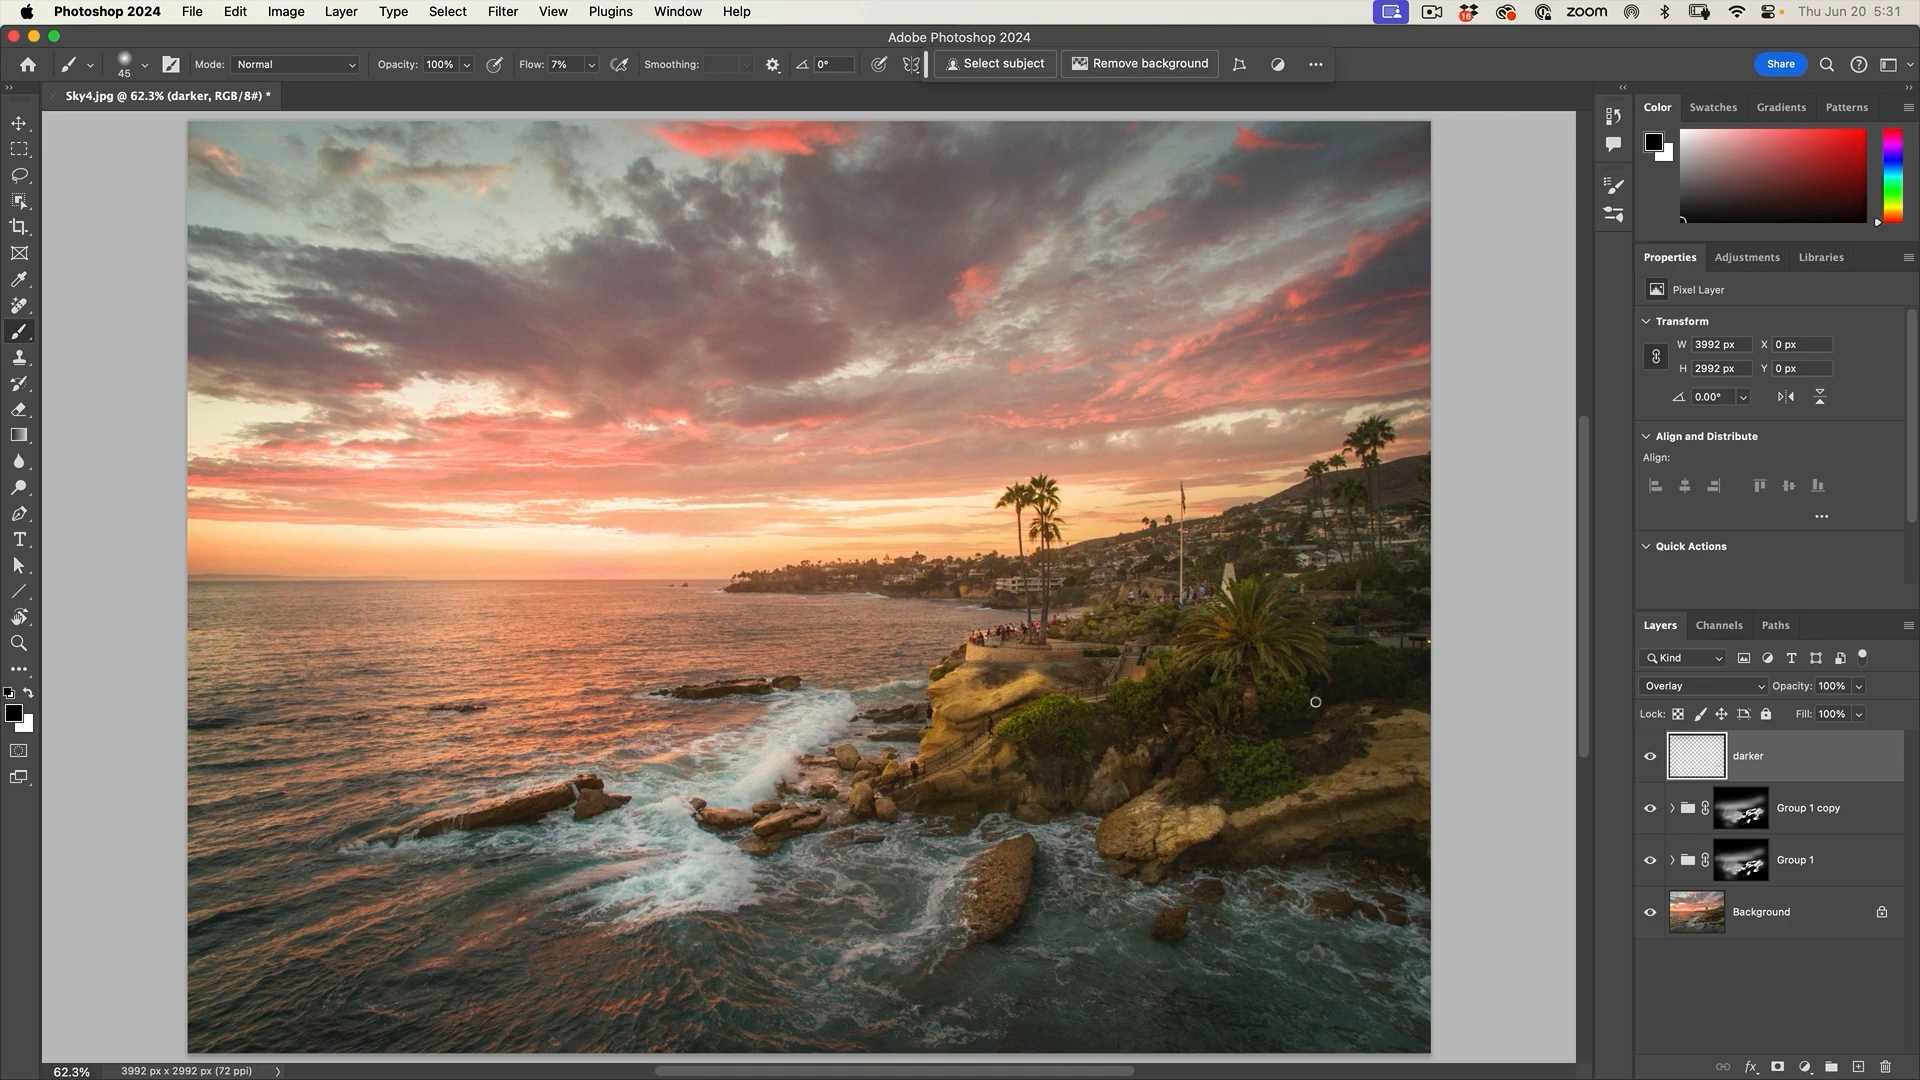 Photoshop 2024 File Edit Image Layer Type Select Filter View Plugins Window Help 16 zoom Thu Jun 20 5:31
Adobe Photoshop 2024
45 Mode: Normal Opacity: 100% Flow: 7% Smoothing: 0° Select subject Remove background Share
Sky4.jpg @ 62.3% (darker, RGB/8#) *
Color Swatches Gradients Patterns
Properties Adjustments Libraries
Pixel Layer
Transform
W 3992 px X 0 px
H 2992 px Y 0 px
0.00°
Align and Distribute
Align:
Quick Actions
Layers Channels Paths
Kind
Overlay Opacity: 100%
Lock: Fill: 100%
darker
Group 1 copy
Group 1
Background
62.3% 3992 px x 2992 px (72 ppi)